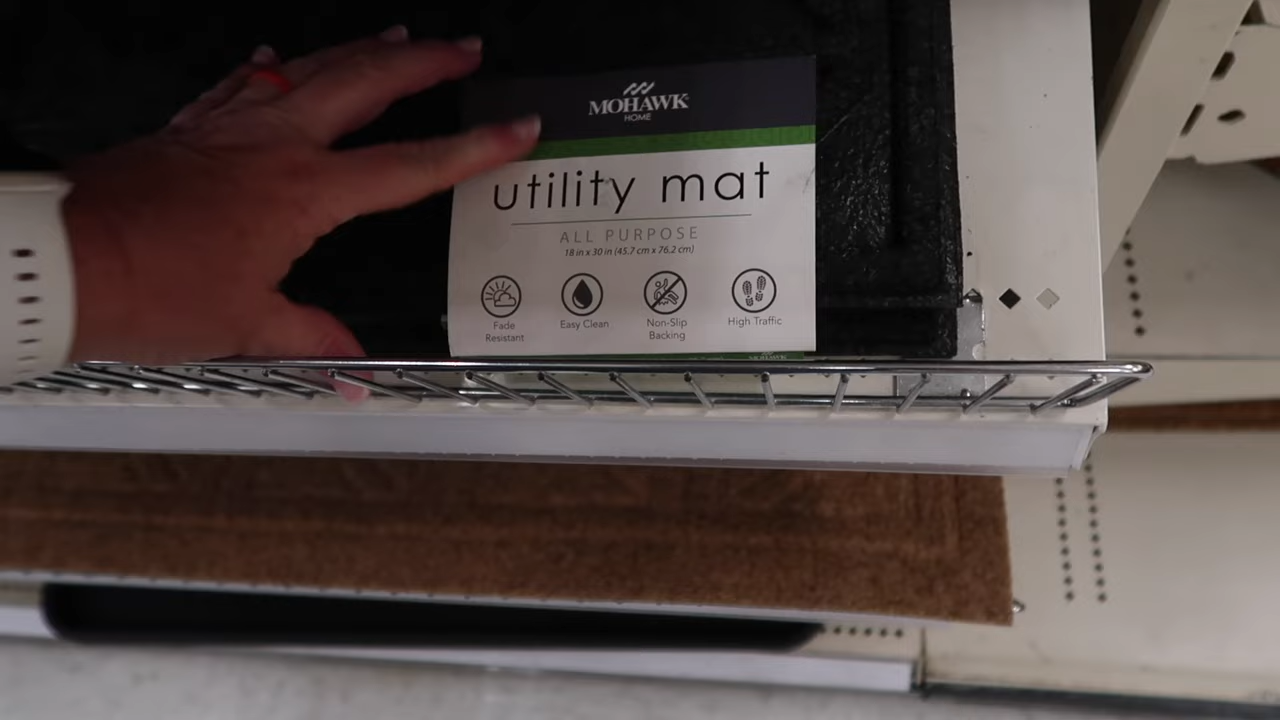 MOHAWK
HOME
utility mat
ALL PURPOSE
18 in x 30 in (45.7 cm x 76.2 cm)
Fade
Resistant
Easy Clean
Non-Slip
Backing
High Traffic